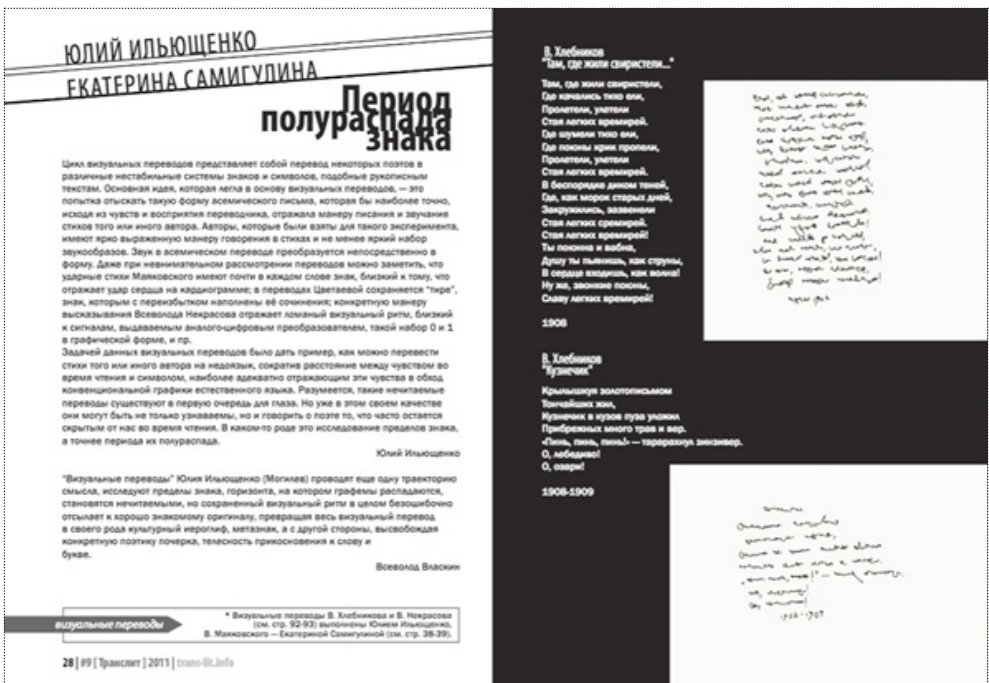 ЮЛИЙ ИЛЬЮЩЕНКО
ЕКАТЕРИНА САМИГУЛИНА
Период
полураспада
знака
Цикл визуальных переводов представляет собой перевод некоторых поэтов в
различные нестабильные системы знаков и символов, подобные рукописным
текстам. Основная идея, которая легла в основу визуальных переводов, — это
попытка отыскать такую форму асемического письма, которая бы наиболее точно,
исходя из чувств и восприятия переводчика, отражала манеру писания и звучание
стихов того или иного автора. Авторы, которые были взяты для такого эксперимента,
имеют ярко выраженную манеру говорения в стихах и не менее яркий набор
звукообразов. Звук в асемическом переводе преобразуется непосредственно в
форму. Даже при невнимательном рассмотрении переводов можно заметить, что
ударные стихи Маяковского имеют почти в каждом слове знак, близкий к тому, что
отражает удар сердца на кардиограмме; в переводах Цветаевой сохраняется "тире",
знак, которым с переизбытком наполнены её сочинения; конкретную манеру
высказывания Всеволода Некрасова отражает ломаный визуальный ритм, близкий
к сигналам, выдаваемым аналого-цифровым преобразователем, такой набор 0 и 1
в графической форме, и пр.
Задачей данных визуальных переводов было дать пример, как можно перевести
стихи того или иного автора на недоязык, сократив расстояние между чувством во
время чтения и символом, наиболее адекватно отражающим эти чувства в обход
конвенциональной графики естественного языка. Разумеется, такие нечитаемые
переводы существуют в первую очередь для глаза. Но уже в этом своем качестве
они могут быть не только узнаваемы, но и говорить о поэте то, что часто остается
скрытым от нас во время чтения. В каком-то роде это исследование пределов знака,
а точнее периода их полураспада.
Юлий Ильющенко
"Визуальные переводы" Юлия Ильющенко (Могилев) проводят еще одну траекторию
смысла, исследуют пределы знака, горизонта, на котором графемы распадаются,
становятся нечитаемыми, но сохраненный визуальный ритм в целом безошибочно
отсылает к хорошо знакомому оригиналу, превращая весь визуальный перевод
в своего рода культурный иероглиф, метазнак, а с другой стороны, высвобождая
конкретную поэтику почерка, телесность прикосновения к слову и
букве.
Всеволод Власкин
визуальные переводы
* Визуальные переводы В. Хлебникова и В. Некрасова
(см. стр. 92-93) выполнены Юлием Ильющенко,
В. Маяковского — Екатериной Самигулиной (см. стр. 38-39).
28 | #9 [ Транслит ] 2011 | trans-lit.info
В. Хлебников
"Там, где жили свиристели..."
Там, где жили свиристели,
Где качались тихо ели,
Пролетели, улетели
Стая легких времирей.
Где шумели тихо ели,
Где поюны крик пропели,
Пролетели, улетели
Стая легких времирей.
В беспорядке диком теней,
Где, как морок старых дней,
Закружились, зазвенели
Стая легких сремирей.
Стая легких времирей!
Ты поюнна и вабна,
Душу ты пьянишь, как струны,
В сердце входишь, как волна!
Ну же, звонкие поюны,
Славу легких времирей!
1908
В. Хлебников
"Кузнечик"
Крылышкуя золотописьмом
Тончайших жил,
Кузнечик в кузов пуза уложил
Прибрежных много трав и вер.
«Пинь, пинь, пинь!» — тарарахнул зинзивер.
О, лебедиво!
О, озари!
1908-1909